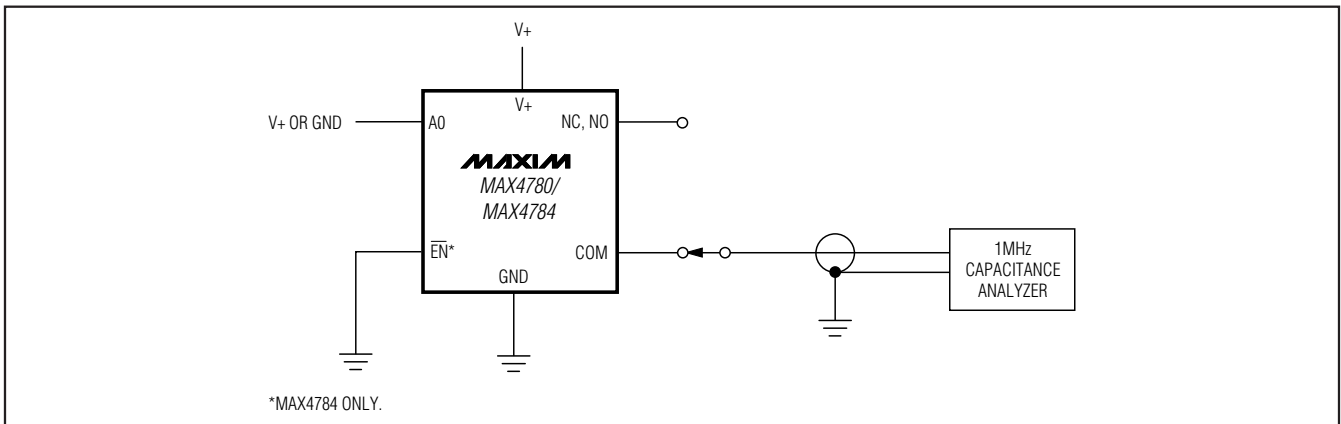 V+
V+
V+ OR GND
A0
NC, NO
MAXIM
MAX4780/
MAX4784
EN*
COM
GND
1MHz
CAPACITANCE
ANALYZER
*MAX4784 ONLY.